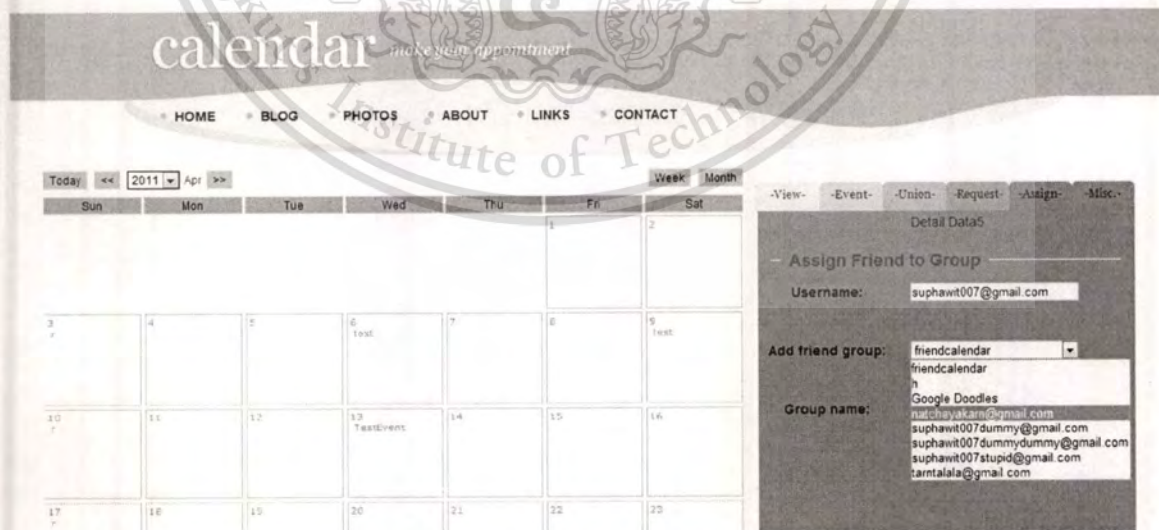 calendar make your appointment
Institute of Technology
HOME BLOG PHOTOS ABOUT LINKS CONTACT
Today << 2011 Apr >> Week Month
Sun Mon Tue Wed Thu Fri Sat
1 2
3 4 5 6 7 8 9
r Test Test
10 11 12 13 14 15 16
r TestEvent
17 18 19 20 21 22 23
r
-View- -Event- -Union- -Request- -Assign- -Misc.-
Detail Data5
Assign Friend to Group
Username: suphawit007@gmail.com
Add friend group: friendcalendar
friendcalendar
h
Google Doodles
Group name: natchayakarn@gmail.com
suphawit007dummy@gmail.com
suphawit007dummydummy@gmail.com
suphawit007stupid@gmail.com
tarntalala@gmail.com